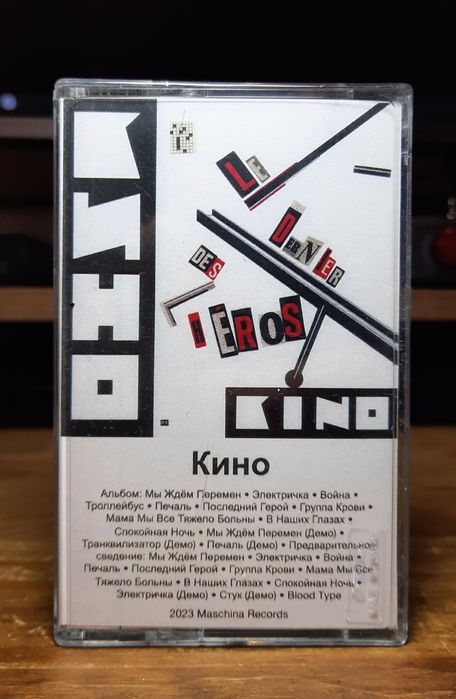 КИНО
LE
DERNIER
DES
HÉROS
KINO
Кино
Альбом: Мы Ждём Перемен • Электричка • Война •
Троллейбус • Печаль • Последний Герой • Группа Крови •
Мама Мы Все Тяжело Больны • В Наших Глазах •
Спокойная Ночь • Мы Ждём Перемен (Демо) •
Транквилизатор (Демо) • Печаль (Демо) • Предварительное
сведение: Мы Ждём Перемен • Электричка • Война •
Печаль • Последний Герой • Группа Крови • Мама Мы Все
Тяжело Больны • В Наших Глазах • Спокойная Ночь •
Электричка (Демо) • Стук (Демо) • Blood Type
2023 Maschina Records